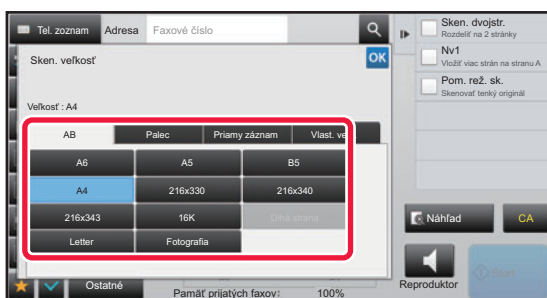 Tel. zoznam Adresa Faxové číslo
Sken. veľkosť OK
Veľkosť : A4
AB Palec Priamy záznam Vlast. ve
A6 A5 B5
A4 216x330 216x340
216x343 16K Dlhá strana
Letter Fotografia
Ostatné Pamäť prijatých faxov: 100%
Sken. dvojstr.
Rozdeliť na 2 stránky
Nv1
Vložiť viac strán na stranu A
Pom. rež. sk.
Skenovať tenký originál
Náhľad CA
Reproduktor Štart